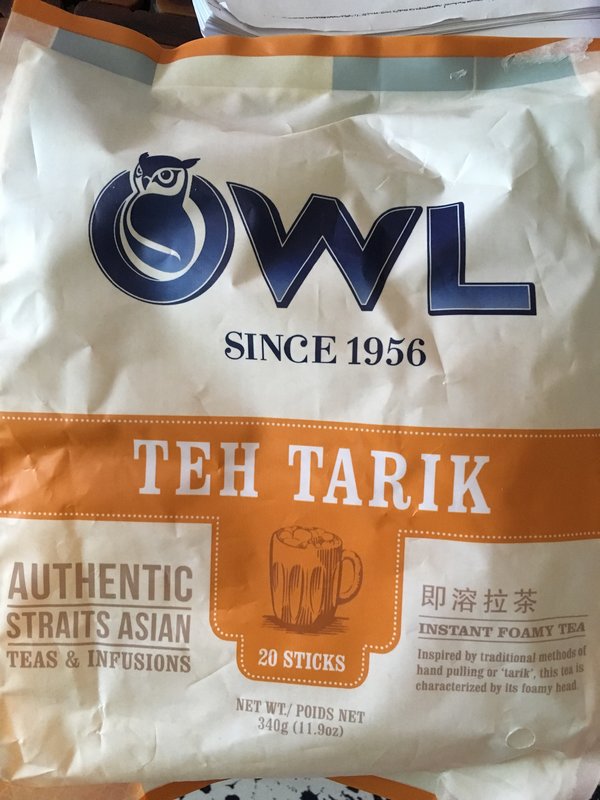 OWL
SINCE 1956
TEH TARIK
AUTHENTIC
STRAITS ASIAN
TEAS & INFUSIONS
20 STICKS
即溶拉茶
INSTANT FOAMY TEA
Inspired by traditional methods of
hand pulling or 'tarik', this tea is
characterized by its foamy head.
NET WT./ POIDS NET
340g (11.9oz)